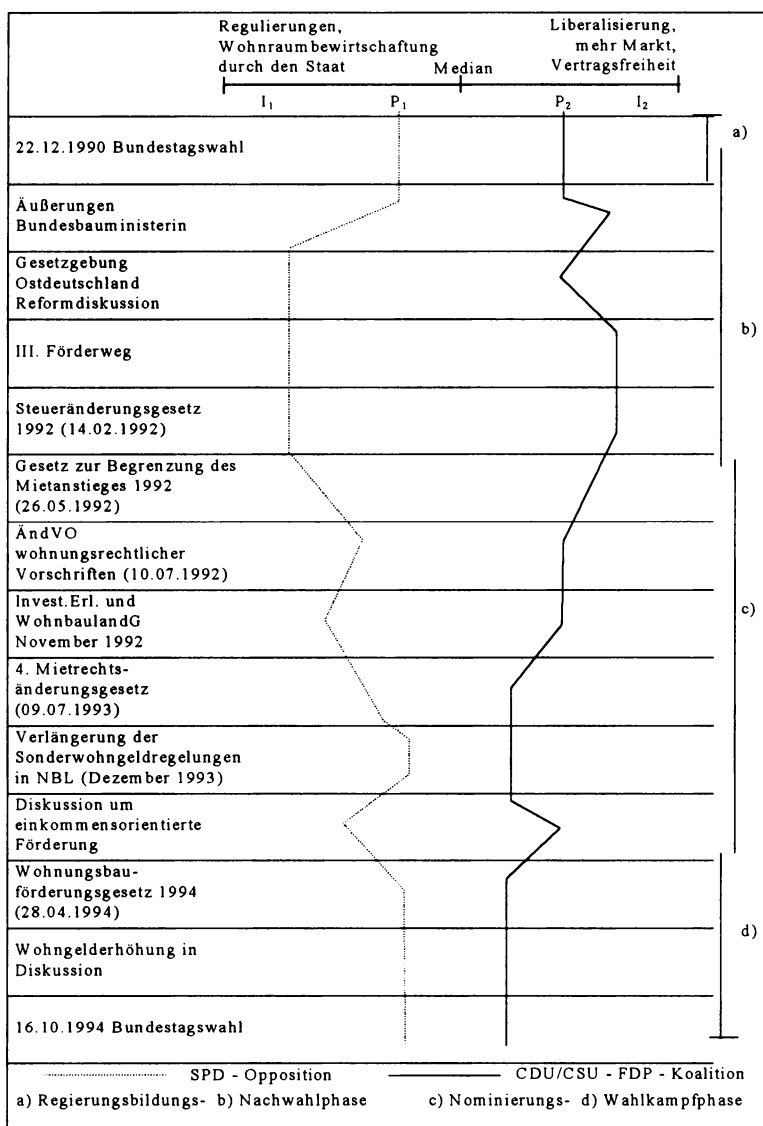 Regulierungen,
Wohnraumbewirtschaftung
durch den Staat
Median
Liberalisierung,
mehr Markt,
Vertragsfreiheit
I₁ P₁ P₂ I₂
a)
22.12.1990 Bundestagswahl
Äußerungen
Bundesbauministerin
Gesetzgebung
Ostdeutschland
Reformdiskussion
b)
III. Förderweg
Steueränderungsgesetz
1992 (14.02.1992)
Gesetz zur Begrenzung des
Mietanstieges 1992
(26.05.1992)
ÄndVO
wohnungsrechtlicher
Vorschriften (10.07.1992)
Invest.Erl. und
WohnbaulandG
November 1992
c)
4. Mietrechts-
änderungsgesetz
(09.07.1993)
Verlängerung der
Sonderwohngeldregelungen
in NBL (Dezember 1993)
Diskussion um
einkommensorientierte
Förderung
Wohnungsbau-
förderungsgesetz 1994
(28.04.1994)
d)
Wohngelderhöhung in
Diskussion
16.10.1994 Bundestagswahl
SPD - Opposition CDU/CSU - FDP - Koalition
a) Regierungsbildungs- b) Nachwahlphase c) Nominierungs- d) Wahlkampfphase